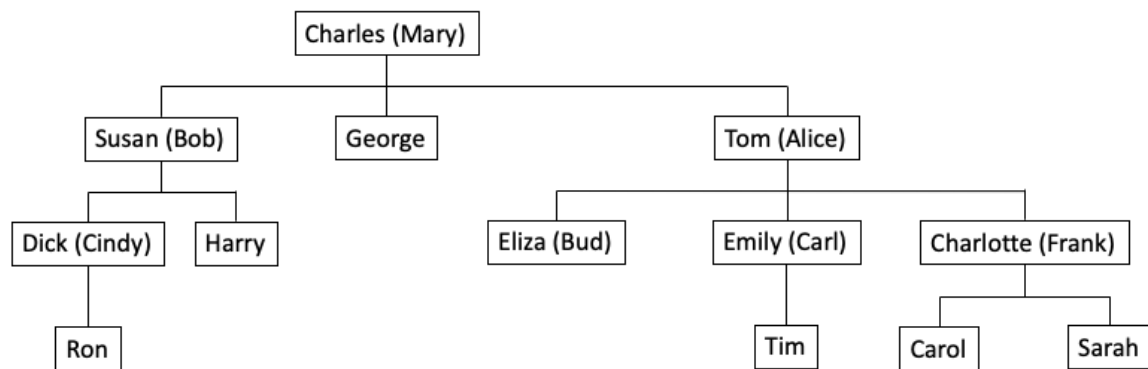 Charles (Mary)
Susan (Bob)
George
Tom (Alice)
Dick (Cindy)
Harry
Eliza (Bud)
Emily (Carl)
Charlotte (Frank)
Ron
Tim
Carol
Sarah